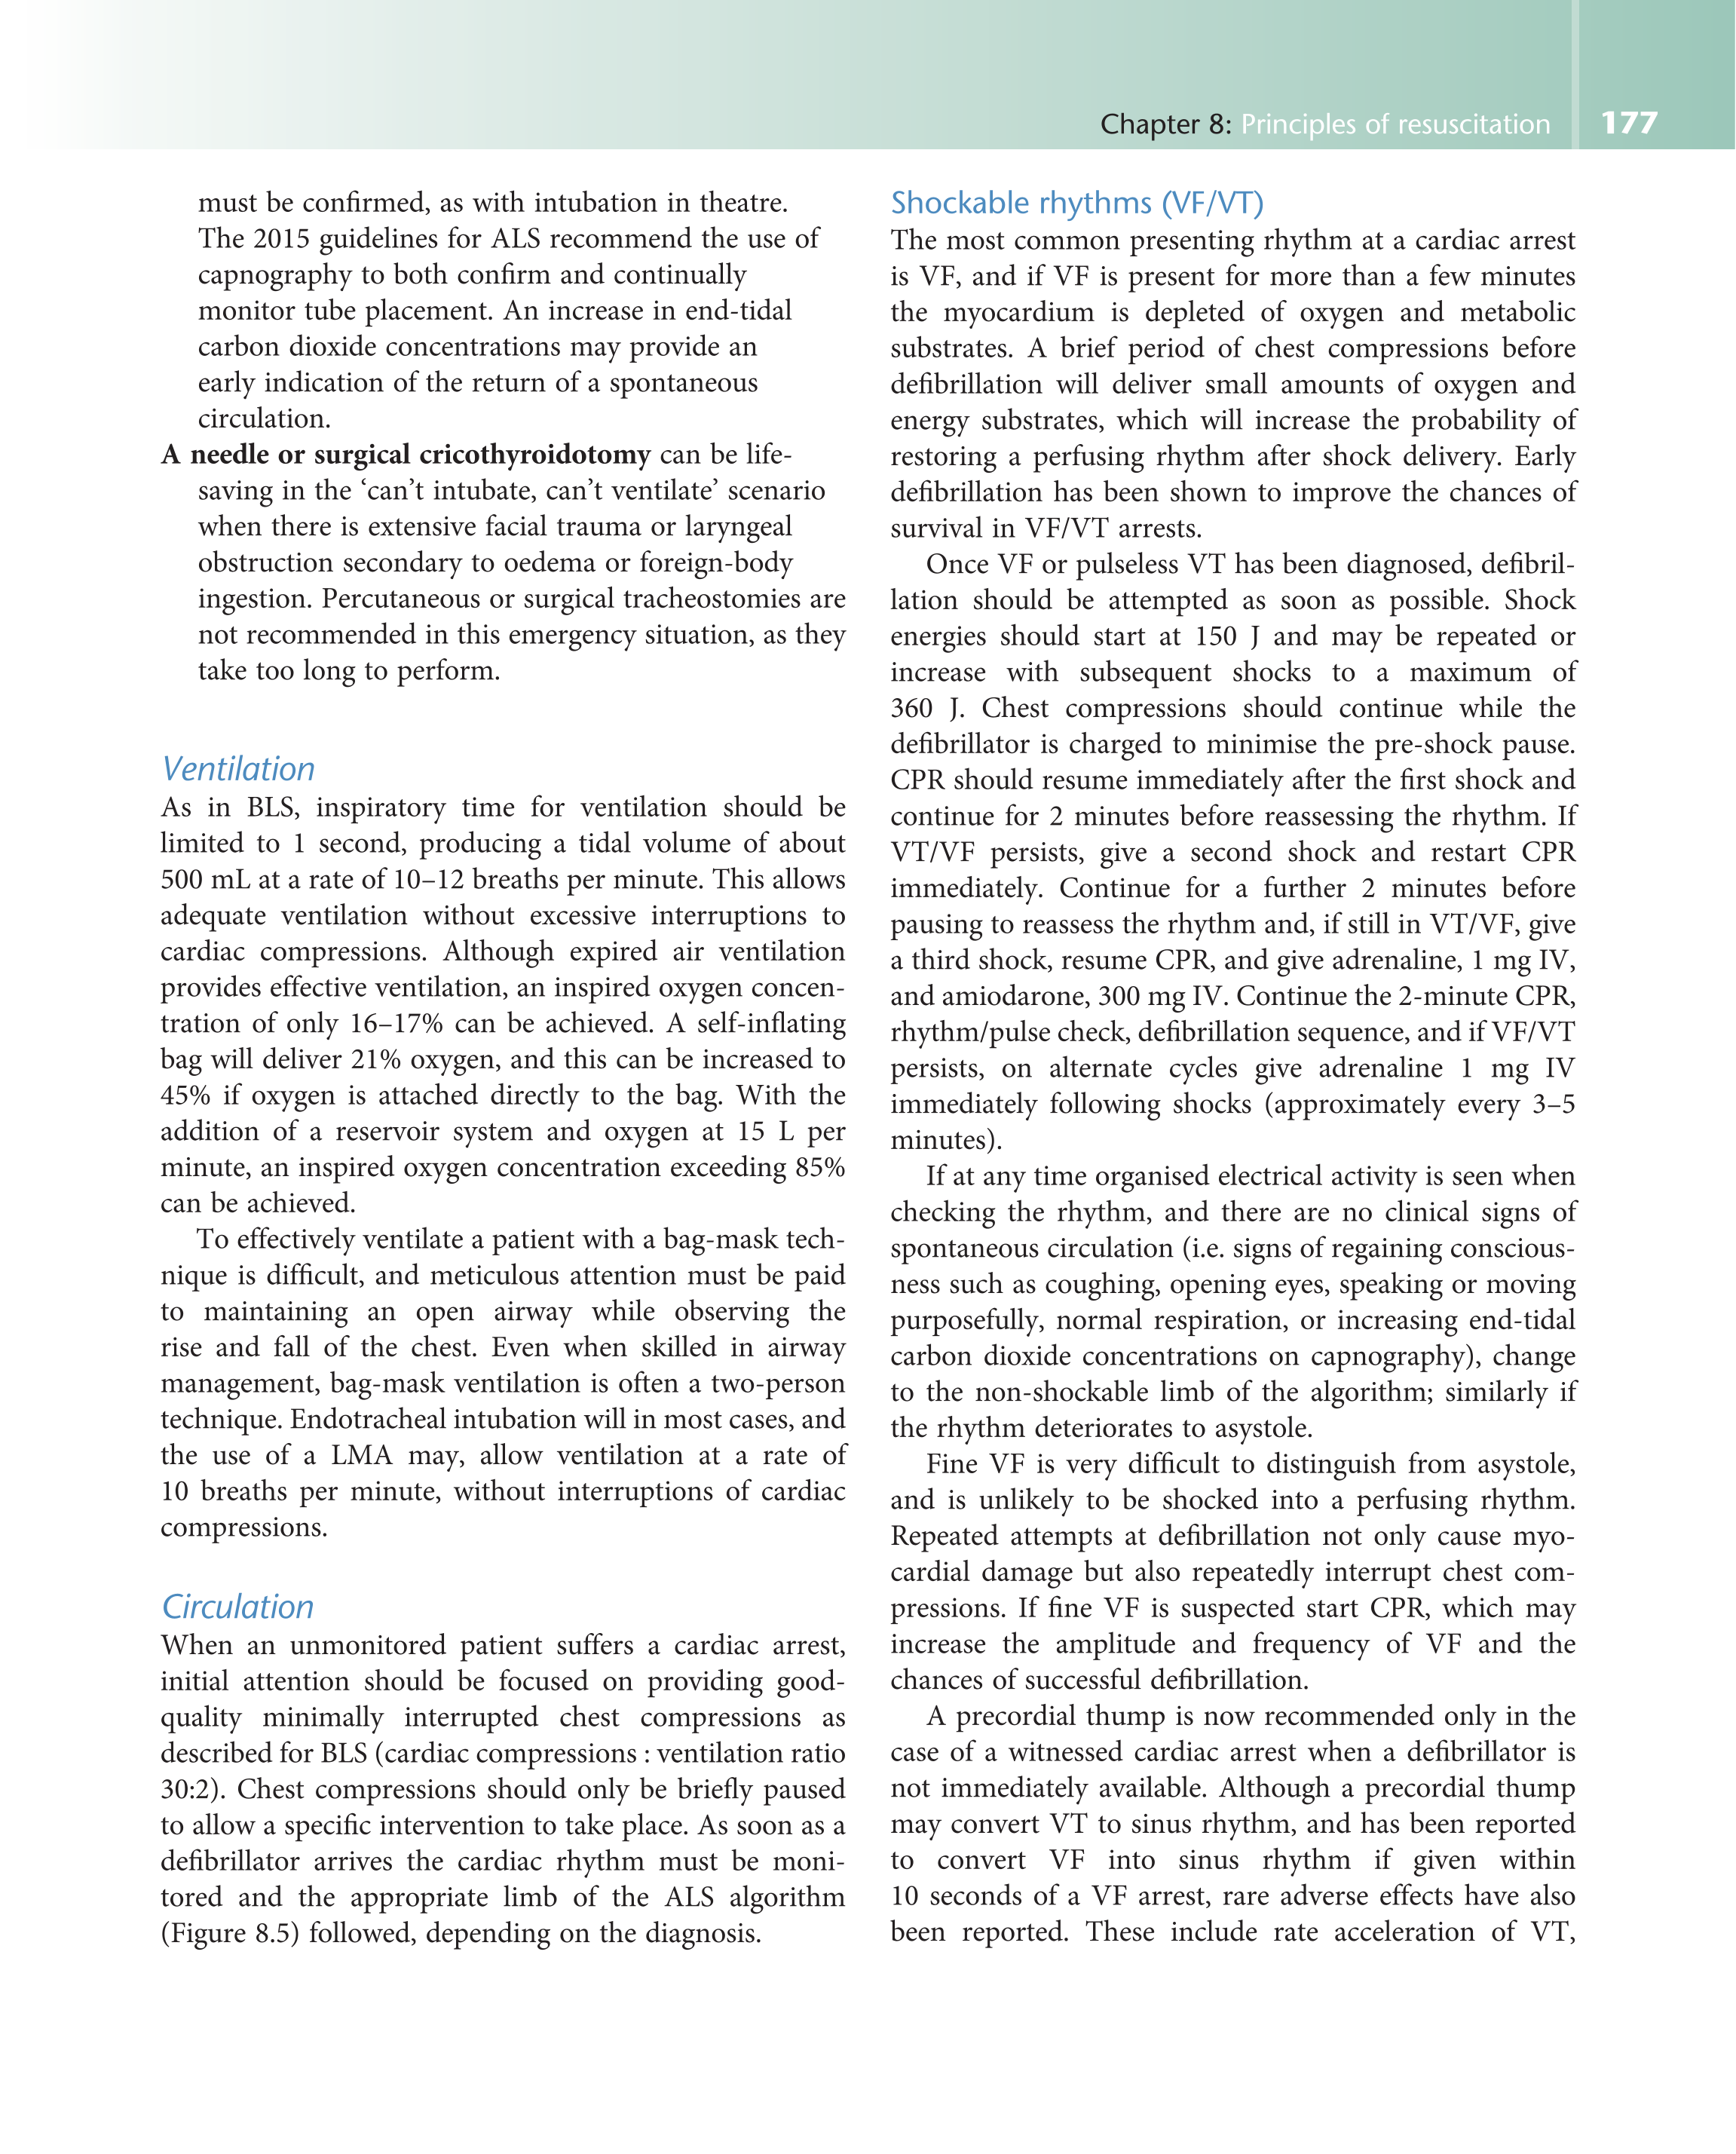 Chapter 8: Principles of resuscitation 177
must be confirmed, as with intubation in theatre.
The 2015 guidelines for ALS recommend the use of
capnography to both confirm and continually
monitor tube placement. An increase in end-tidal
carbon dioxide concentrations may provide an
early indication of the return of a spontaneous
circulation.
A needle or surgical cricothyroidotomy can be life-
saving in the ‘can’t intubate, can’t ventilate’ scenario
when there is extensive facial trauma or laryngeal
obstruction secondary to oedema or foreign-body
ingestion. Percutaneous or surgical tracheostomies are
not recommended in this emergency situation, as they
take too long to perform.
Ventilation
As in BLS, inspiratory time for ventilation should be
limited to 1 second, producing a tidal volume of about
500 mL at a rate of 10–12 breaths per minute. This allows
adequate ventilation without excessive interruptions to
cardiac compressions. Although expired air ventilation
provides effective ventilation, an inspired oxygen concen-
tration of only 16–17% can be achieved. A self-inflating
bag will deliver 21% oxygen, and this can be increased to
45% if oxygen is attached directly to the bag. With the
addition of a reservoir system and oxygen at 15 L per
minute, an inspired oxygen concentration exceeding 85%
can be achieved.
To effectively ventilate a patient with a bag-mask tech-
nique is difficult, and meticulous attention must be paid
to maintaining an open airway while observing the
rise and fall of the chest. Even when skilled in airway
management, bag-mask ventilation is often a two-person
technique. Endotracheal intubation will in most cases, and
the use of a LMA may, allow ventilation at a rate of
10 breaths per minute, without interruptions of cardiac
compressions.
Circulation
When an unmonitored patient suffers a cardiac arrest,
initial attention should be focused on providing good-
quality minimally interrupted chest compressions as
described for BLS (cardiac compressions : ventilation ratio
30:2). Chest compressions should only be briefly paused
to allow a specific intervention to take place. As soon as a
defibrillator arrives the cardiac rhythm must be moni-
tored and the appropriate limb of the ALS algorithm
(Figure 8.5) followed, depending on the diagnosis.
Shockable rhythms (VF/VT)
The most common presenting rhythm at a cardiac arrest
is VF, and if VF is present for more than a few minutes
the myocardium is depleted of oxygen and metabolic
substrates. A brief period of chest compressions before
defibrillation will deliver small amounts of oxygen and
energy substrates, which will increase the probability of
restoring a perfusing rhythm after shock delivery. Early
defibrillation has been shown to improve the chances of
survival in VF/VT arrests.
Once VF or pulseless VT has been diagnosed, defibril-
lation should be attempted as soon as possible. Shock
energies should start at 150 J and may be repeated or
increase with subsequent shocks to a maximum of
360 J. Chest compressions should continue while the
defibrillator is charged to minimise the pre-shock pause.
CPR should resume immediately after the first shock and
continue for 2 minutes before reassessing the rhythm. If
VT/VF persists, give a second shock and restart CPR
immediately. Continue for a further 2 minutes before
pausing to reassess the rhythm and, if still in VT/VF, give
a third shock, resume CPR, and give adrenaline, 1 mg IV,
and amiodarone, 300 mg IV. Continue the 2-minute CPR,
rhythm/pulse check, defibrillation sequence, and if VF/VT
persists, on alternate cycles give adrenaline 1 mg IV
immediately following shocks (approximately every 3–5
minutes).
If at any time organised electrical activity is seen when
checking the rhythm, and there are no clinical signs of
spontaneous circulation (i.e. signs of regaining conscious-
ness such as coughing, opening eyes, speaking or moving
purposefully, normal respiration, or increasing end-tidal
carbon dioxide concentrations on capnography), change
to the non-shockable limb of the algorithm; similarly if
the rhythm deteriorates to asystole.
Fine VF is very difficult to distinguish from asystole,
and is unlikely to be shocked into a perfusing rhythm.
Repeated attempts at defibrillation not only cause myo-
cardial damage but also repeatedly interrupt chest com-
pressions. If fine VF is suspected start CPR, which may
increase the amplitude and frequency of VF and the
chances of successful defibrillation.
A precordial thump is now recommended only in the
case of a witnessed cardiac arrest when a defibrillator is
not immediately available. Although a precordial thump
may convert VT to sinus rhythm, and has been reported
to convert VF into sinus rhythm if given within
10 seconds of a VF arrest, rare adverse effects have also
been reported. These include rate acceleration of VT,